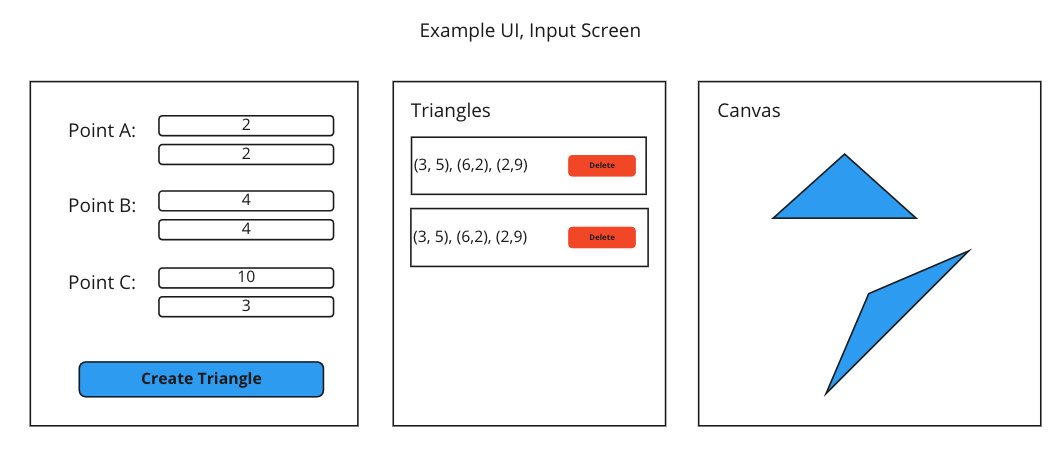 Example UI, Input Screen
Point A:
2
2
Point B:
4
4
Point C:
10
3
Create Triangle
Triangles
(3, 5), (6,2), (2,9)
Delete
(3, 5), (6,2), (2,9)
Delete
Canvas